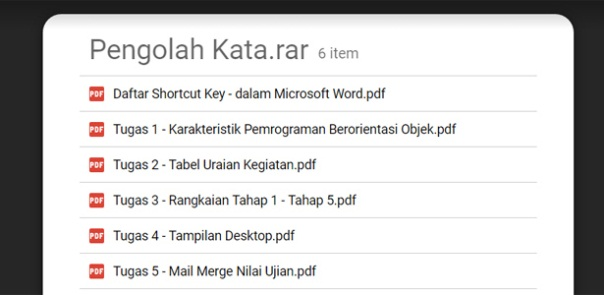 Pengolah Kata.rar 6 item
PDF Daftar Shortcut Key - dalam Microsoft Word.pdf
PDF Tugas 1 - Karakteristik Pemrograman Berorientasi Objek.pdf
PDF Tugas 2 - Tabel Uraian Kegiatan.pdf
PDF Tugas 3 - Rangkaian Tahap 1 - Tahap 5.pdf
PDF Tugas 4 - Tampilan Desktop.pdf
PDF Tugas 5 - Mail Merge Nilai Ujian.pdf